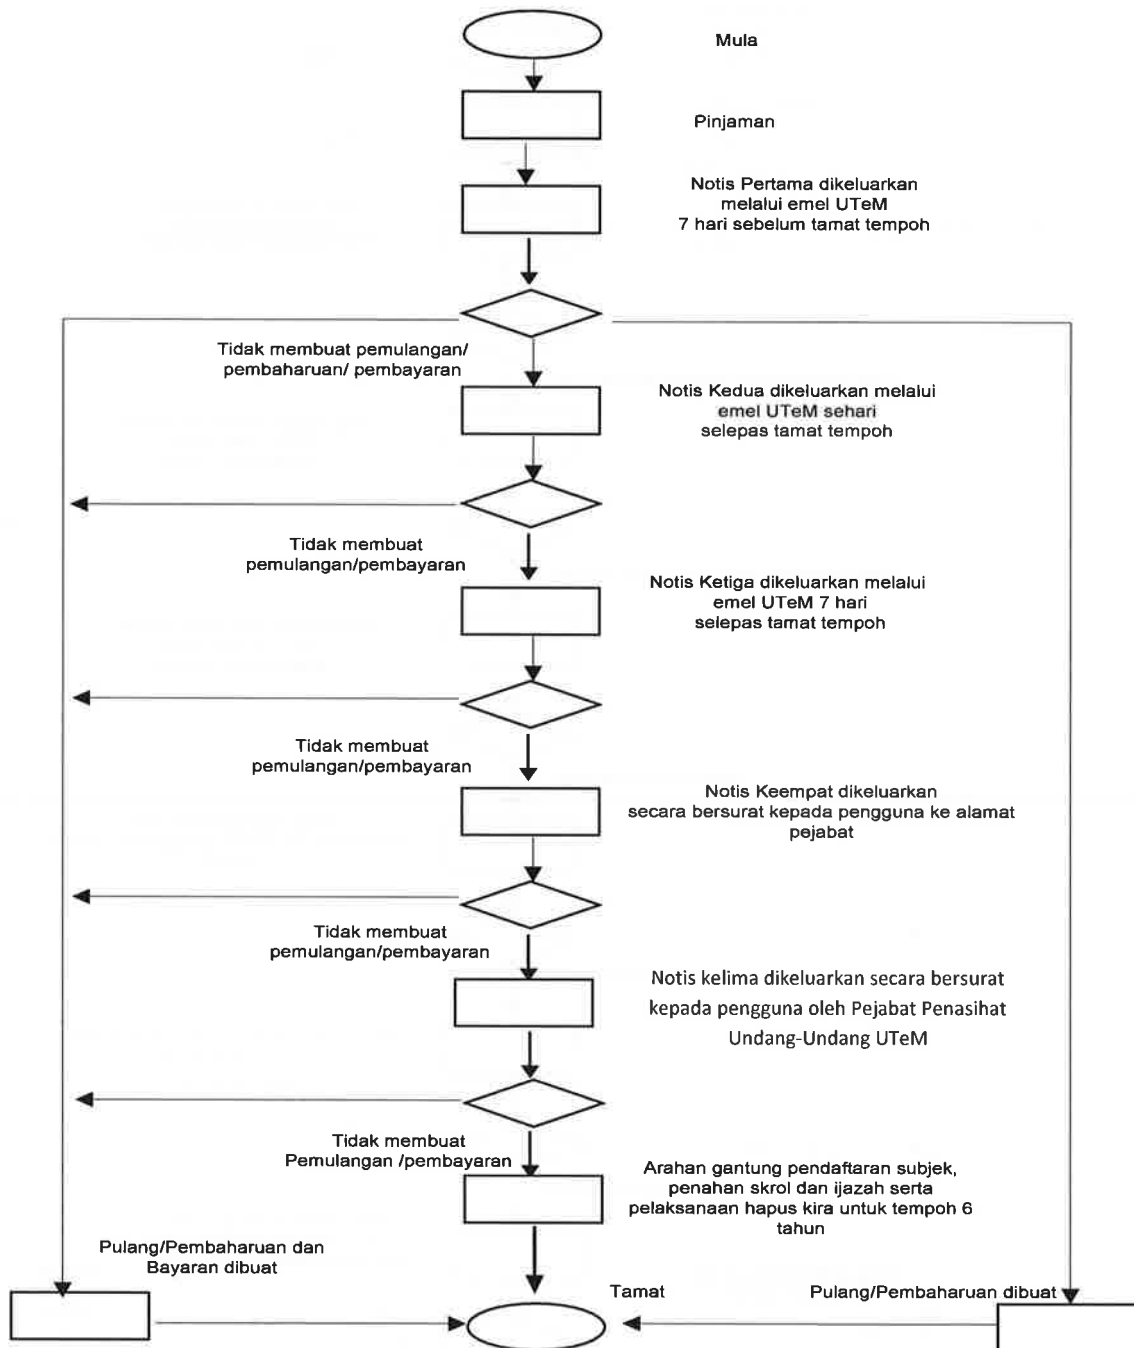 Mula
Pinjaman
Notis Pertama dikeluarkan
melalui emel UTeM
7 hari sebelum tamat tempoh
Tidak membuat pemulangan/
pembaharuan/ pembayaran
Notis Kedua dikeluarkan melalui
emel UTeM sehari
selepas tamat tempoh
Tidak membuat
pemulangan/pembayaran
Notis Ketiga dikeluarkan melalui
emel UTeM 7 hari
selepas tamat tempoh
Tidak membuat
pemulangan/pembayaran
Notis Keempat dikeluarkan
secara bersurat kepada pengguna ke alamat
pejabat
Tidak membuat
pemulangan/pembayaran
Notis kelima dikeluarkan secara bersurat
kepada pengguna oleh Pejabat Penasihat
Undang-Undang UTeM
Tidak membuat
Pemulangan /pembayaran
Arahan gantung pendaftaran subjek,
penahan skrol dan ijazah serta
pelaksanaan hapus kira untuk tempoh 6
tahun
Pulang/Pembaharuan dan
Bayaran dibuat
Tamat
Pulang/Pembaharuan dibuat